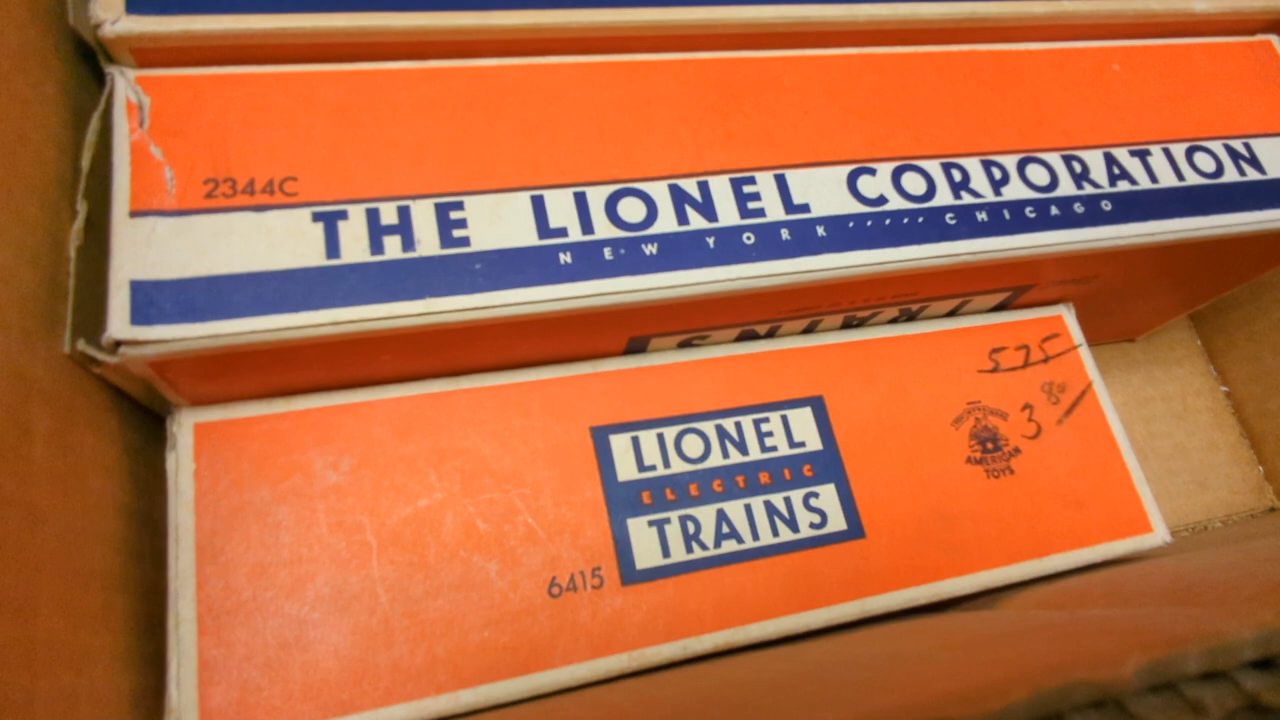 2344C
THE LIONEL CORPORATION
NEW YORK ′′′′′ CHICAGO
TRAINS
575
3 80
LIONEL
ELECTRIC
TRAINS
AMERICAN
TOYS
6415